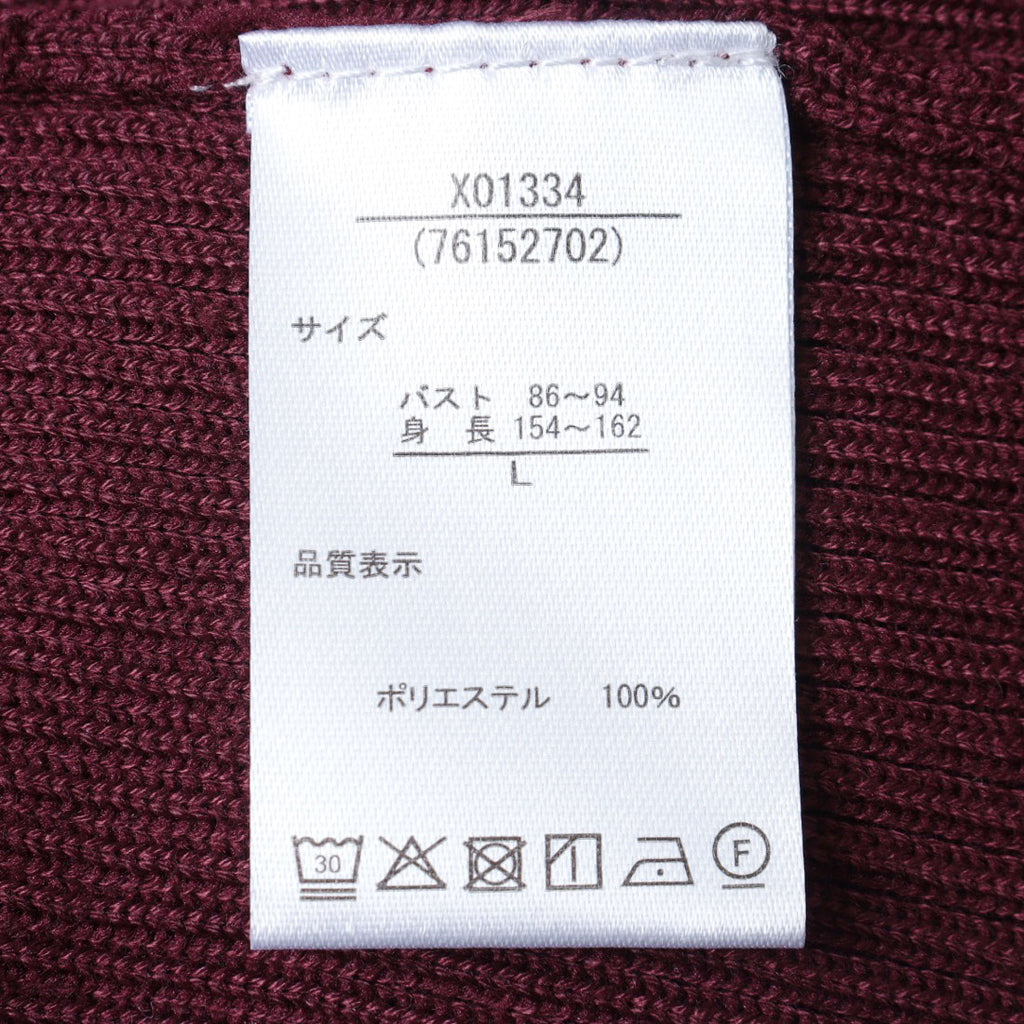 X01334
(76152702)
サイズ
バスト 86～94
身 長 154～162
L
品質表示
ポリエステル 100%
30
F